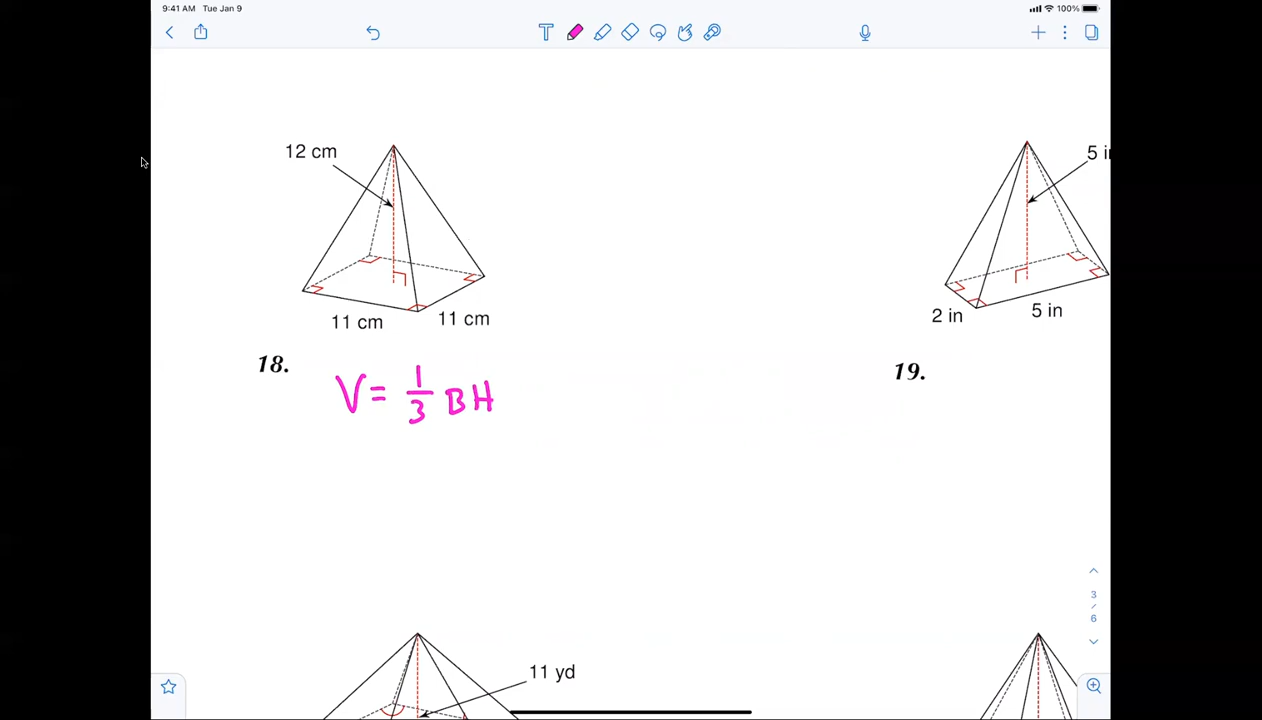 9:41 AM Tue Jan 9
100%
T
12 cm
5 i
11 cm
11 cm
2 in
5 in
18.
19.
V = 1/3 BH
3 / 6
11 yd